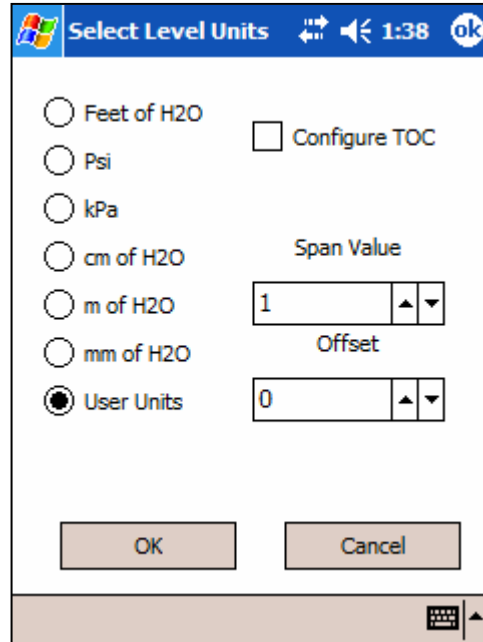 Select Level Units 1:38 ok
Feet of H2O
Configure TOC
Psi
kPa
cm of H2O
Span Value
m of H2O
1
mm of H2O
Offset
User Units
0
OK
Cancel